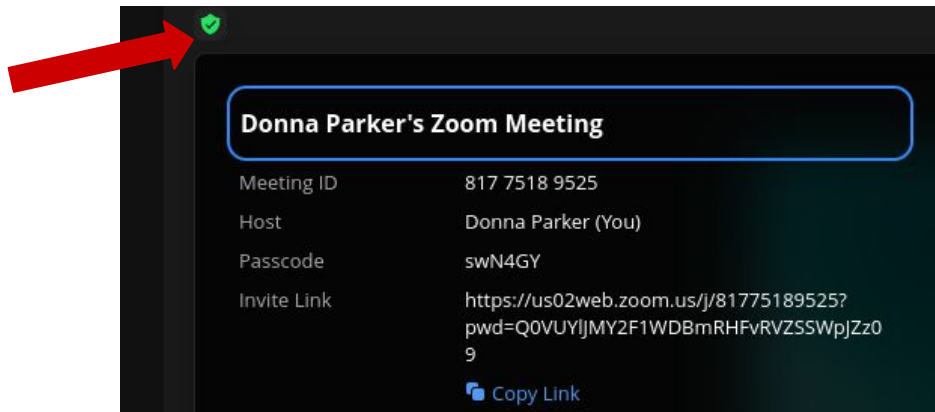 Donna Parker's Zoom Meeting
Meeting ID 817 7518 9525
Host Donna Parker (You)
Passcode swN4GY
Invite Link https://us02web.zoom.us/j/81775189525?
pwd=Q0VUYlJMY2F1WDBmRHFvRVZSSWpJZz0
9
Copy Link